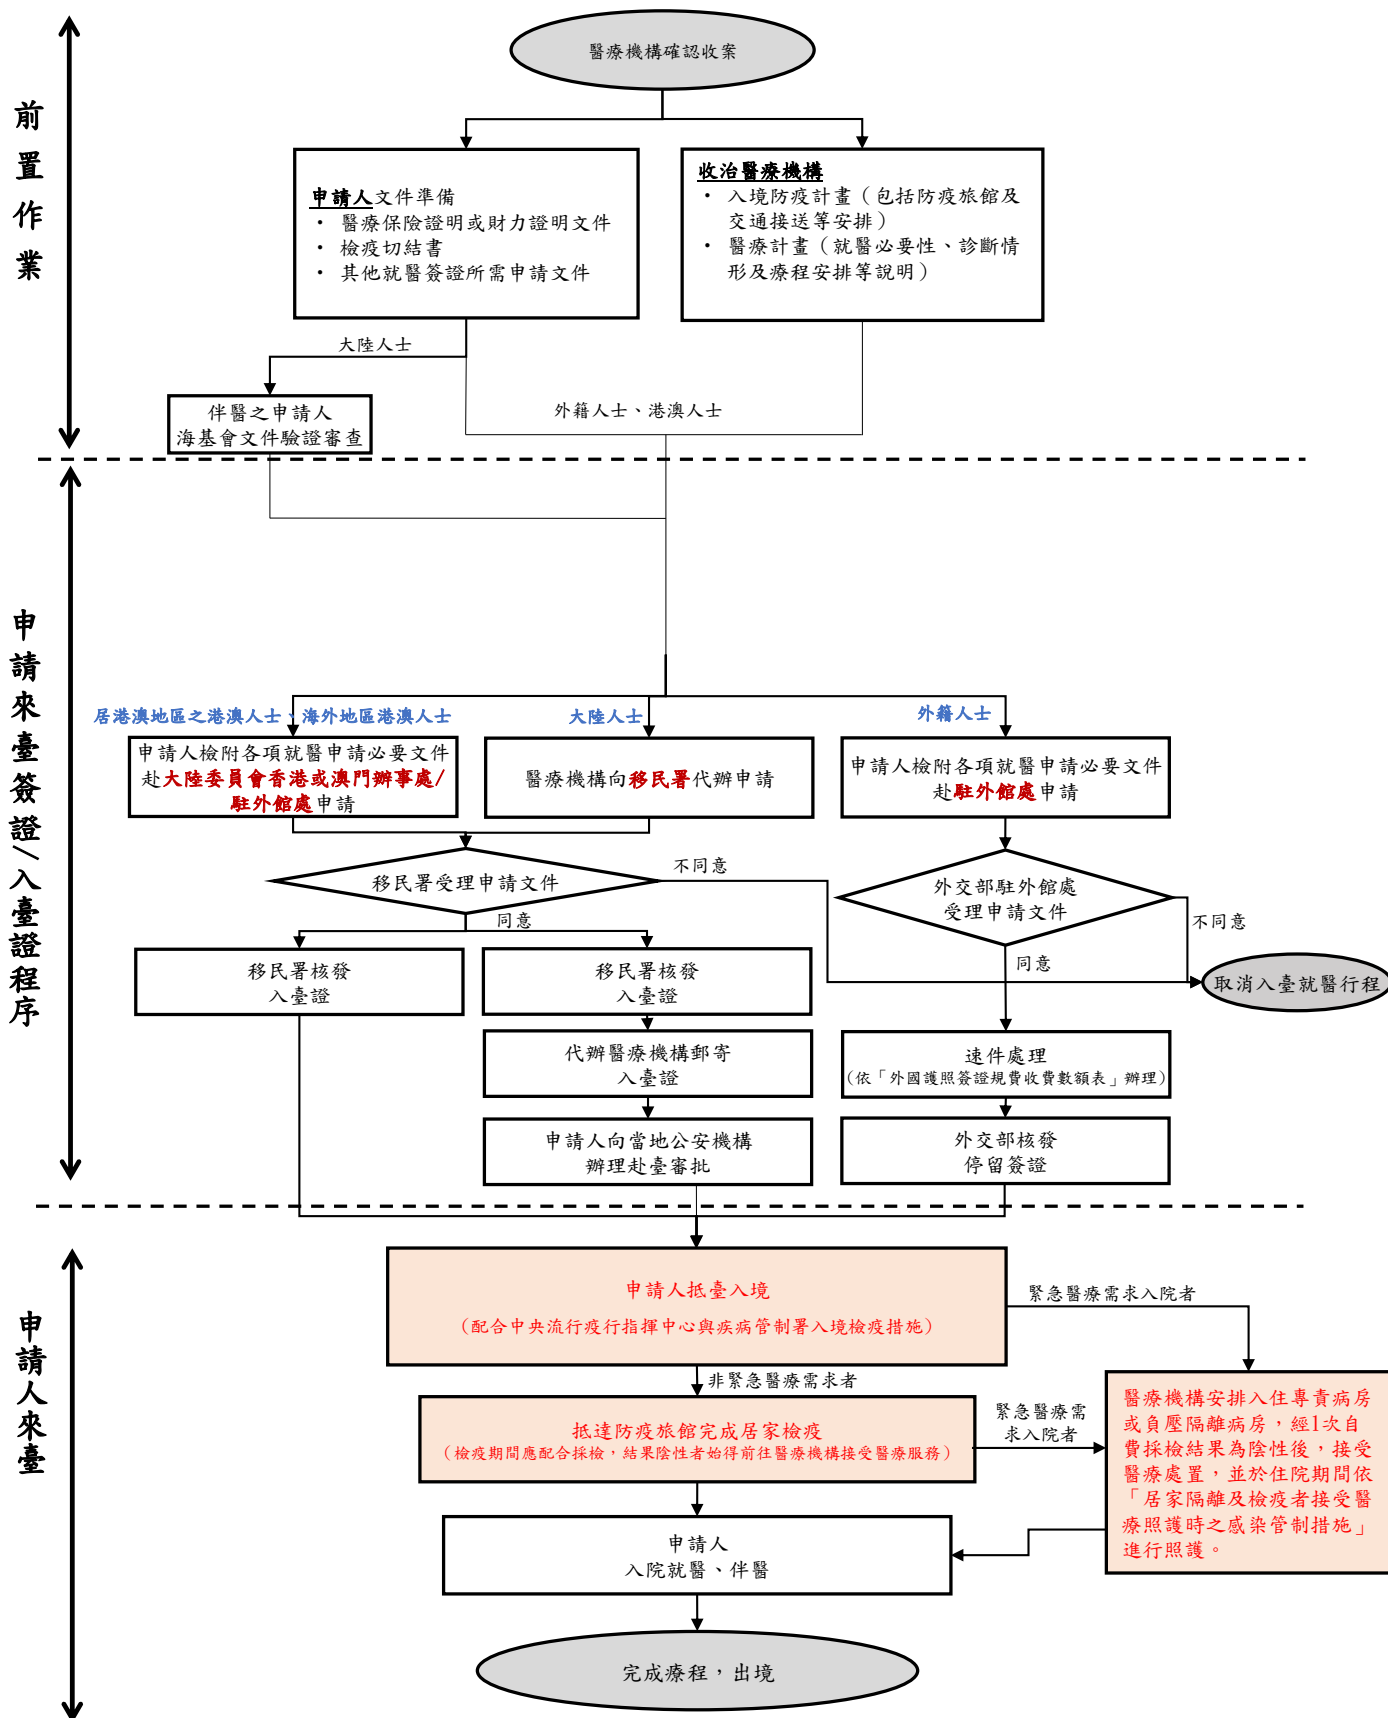 醫療機構確認收案
前置作業
申請人文件準備
• 醫療保險證明或財力證明文件
• 檢疫切結書
• 其他就醫簽證所需申請文件
收治醫療機構
• 入境防疫計畫（包括防疫旅館及
交通接送等安排）
• 醫療計畫（就醫必要性、診斷情
形及療程安排等說明）
大陸人士
伴醫之申請人
海基會文件驗證審查
外籍人士、港澳人士
申請來臺簽證/入臺證程序
居港澳地區之港澳人士、海外地區港澳人士
大陸人士
外籍人士
申請人檢附各項就醫申請必要文件
赴大陸委員會香港或澳門辦事處/
駐外館處申請
醫療機構向移民署代辦申請
申請人檢附各項就醫申請必要文件
赴駐外館處申請
移民署受理申請文件
不同意
同意
外交部駐外館處
受理申請文件
不同意
同意
移民署核發
入臺證
移民署核發
入臺證
取消入臺就醫行程
代辦醫療機構郵寄
入臺證
速件處理
（依「外國護照簽證規費收費數額表」辦理）
申請人向當地公安機構
辦理赴臺審批
外交部核發
停留簽證
申請人來臺
申請人抵臺入境
（配合中央流行疫行指揮中心與疾病管制署入境檢疫措施）
緊急醫療需求入院者
非緊急醫療需求者
抵達防疫旅館完成居家檢疫
（檢疫期間應配合採檢，結果陰性者始得前往醫療機構接受醫療服務）
緊急醫療需
求入院者
醫療機構安排入住專責病房
或負壓隔離病房，經1次自
費採檢結果為陰性後，接受
醫療處置，並於住院期間依
「居家隔離及檢疫者接受醫
療照護時之感染管制措施」
進行照護。
申請人
入院就醫、伴醫
完成療程，出境